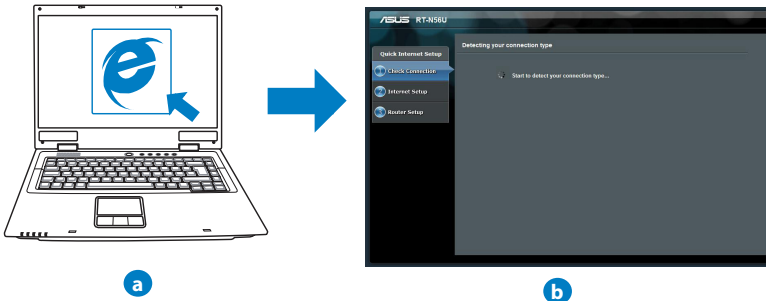 ASUS RT-N56U
Quick Internet Setup
Check Connection
Internet Setup
Router Setup
Detecting your connection type
Start to detect your connection type...
a
b